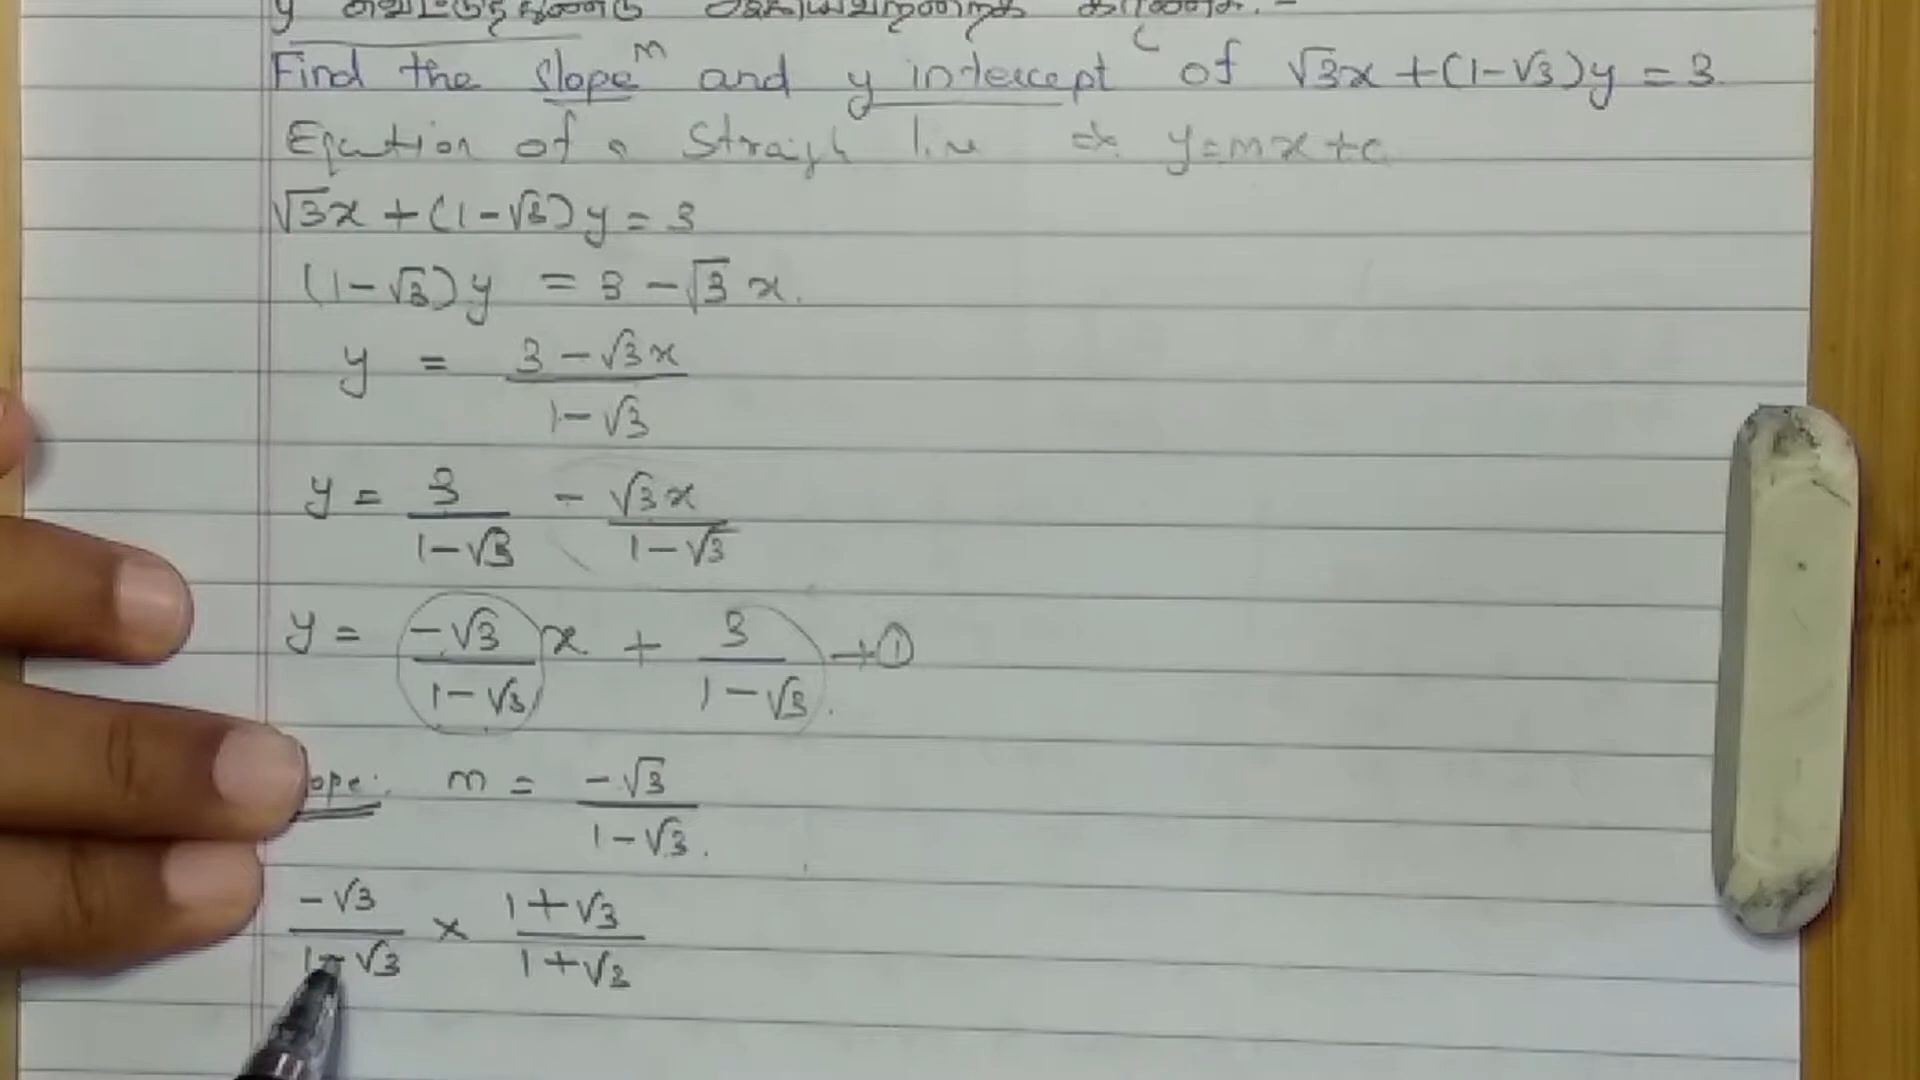 y வெட்டுத்துண்டு
Find the slope m and y intercept c of √3x + (1-√3)y = 3
Equation of a Straigh line is y=mx+c
√3x + (1-√3)y = 3
(1-√3)y = 3 - √3 x.
y = (3 - √3x)/(1-√3)
y = 3/(1-√3) - √3x/(1-√3)
y = -√3/(1-√3) x + 3/(1-√3). → ①
ope: m = -√3/(1-√3).
-√3/(1-√3) × (1+√3)/(1+√3)